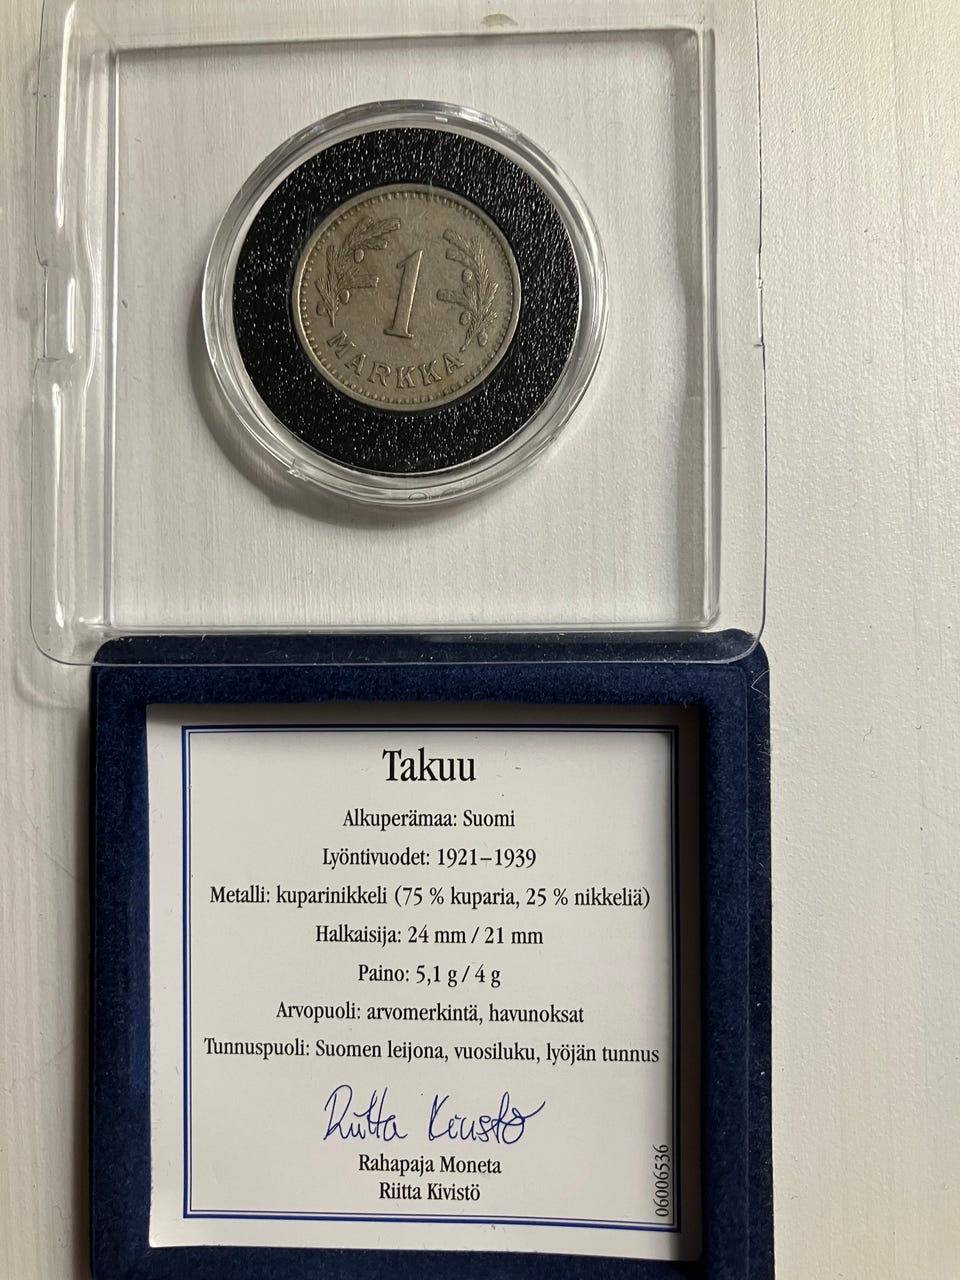 1
MARKKA
Takuu
Alkuperämaa: Suomi
Lyöntivuodet: 1921–1939
Metalli: kuparinikkeli (75 % kuparia, 25 % nikkeliä)
Halkaisija: 24 mm / 21 mm
Paino: 5,1 g / 4 g
Arvopuoli: arvomerkintä, havunoksat
Tunnuspuoli: Suomen leijona, vuosiluku, lyöjän tunnus
Riitta Kivistö
Rahapaja Moneta
Riitta Kivistö
06006536